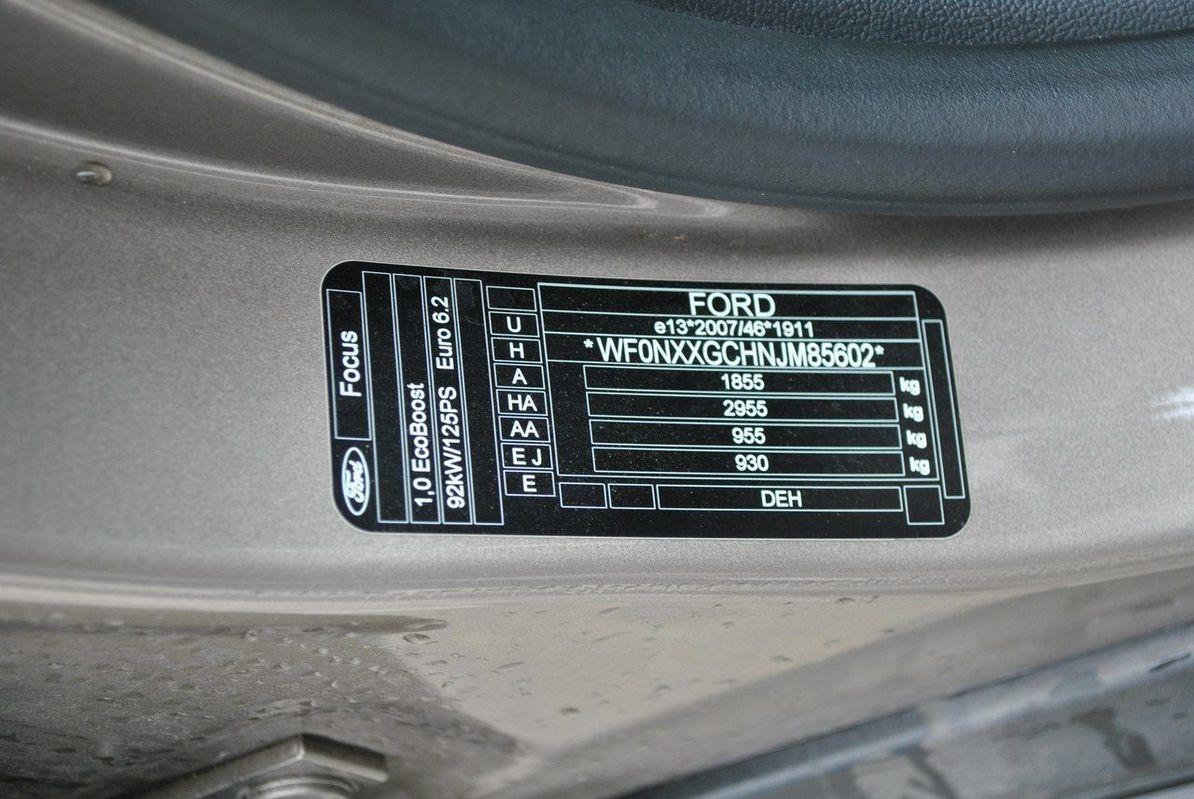 Focus
Ford
1,0 EcoBoost
92kW/125PS Euro 6.2
U
H
A
HA
AA
E J
E
FORD
e13*2007/46*1911
*WF0NXXGCHNJM85602*
1855 kg
2955 kg
955 kg
930 kg
DEH